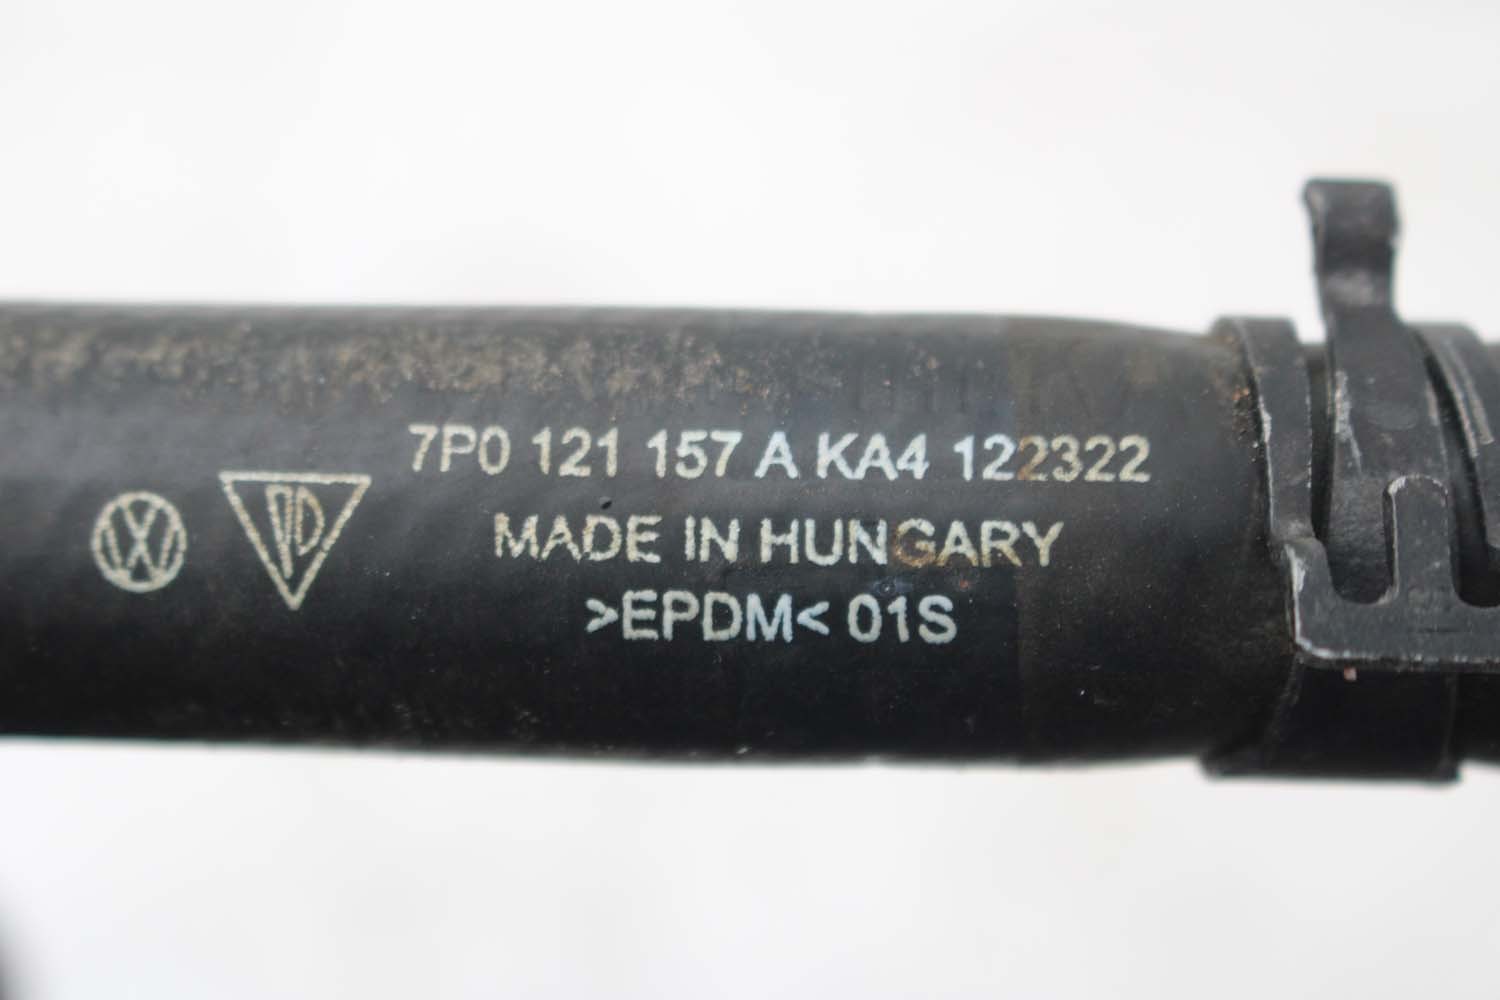 7P0 121 157 A KA4 122322
MADE IN HUNGARY
>EPDM< 01S